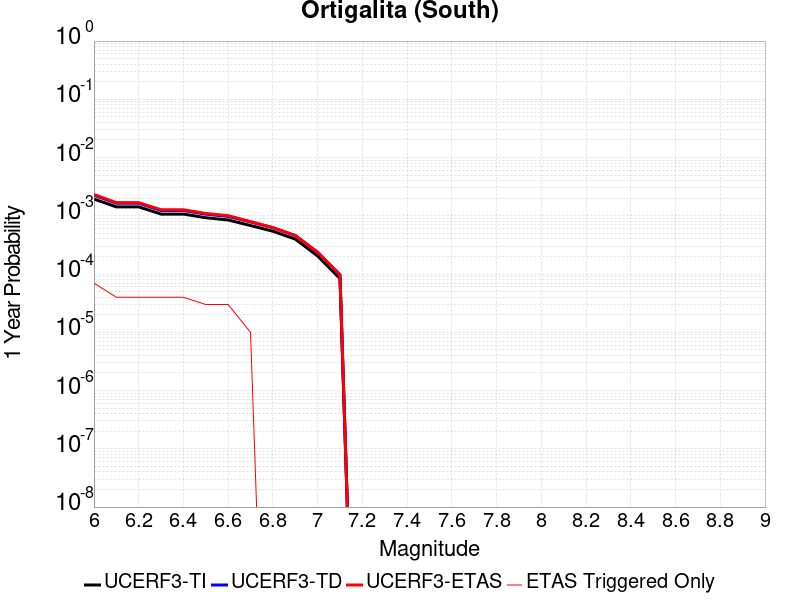 Ortigalita (South)
10^0
10^-1
10^-2
10^-3
10^-4
10^-5
10^-6
10^-7
10^-8
1 Year Probability
6 6.2 6.4 6.6 6.8 7 7.2 7.4 7.6 7.8 8 8.2 8.4 8.6 8.8 9
Magnitude
UCERF3-TI UCERF3-TD UCERF3-ETAS ETAS Triggered Only